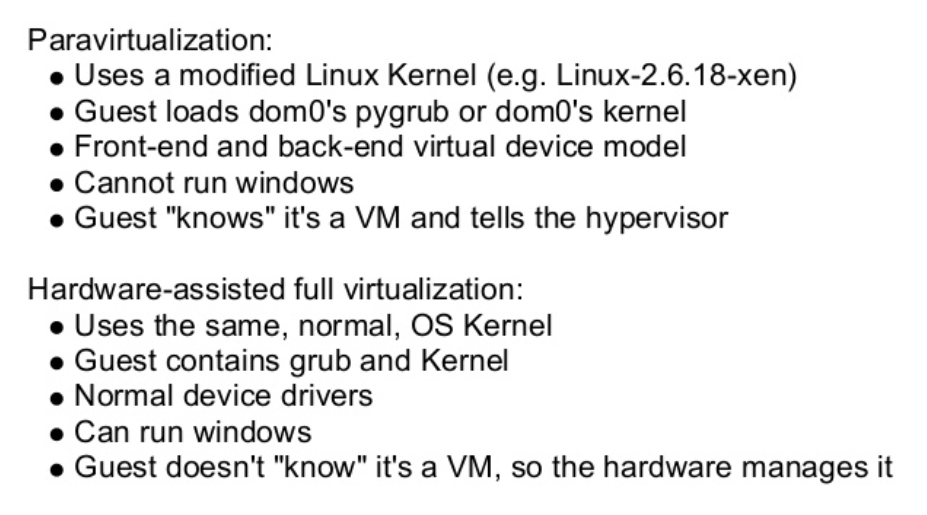 Paravirtualization:
● Uses a modified Linux Kernel (e.g. Linux-2.6.18-xen)
● Guest loads dom0's pygrub or dom0's kernel
● Front-end and back-end virtual device model
● Cannot run windows
● Guest "knows" it's a VM and tells the hypervisor
Hardware-assisted full virtualization:
● Uses the same, normal, OS Kernel
● Guest contains grub and Kernel
● Normal device drivers
● Can run windows
● Guest doesn't "know" it's a VM, so the hardware manages it